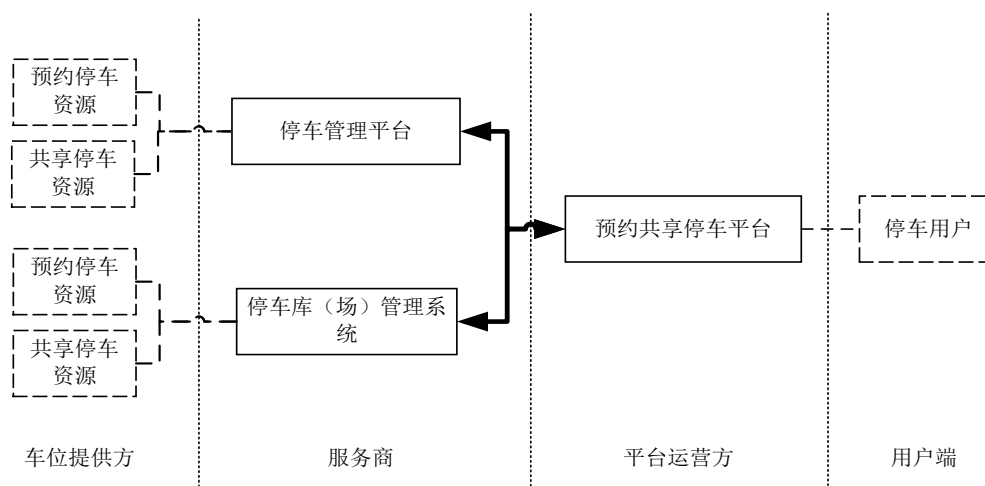 预约停车
资源
共享停车
资源
停车管理平台
预约共享停车平台
停车用户
预约停车
资源
共享停车
资源
停车库（场）管理系
统
车位提供方
服务商
平台运营方
用户端